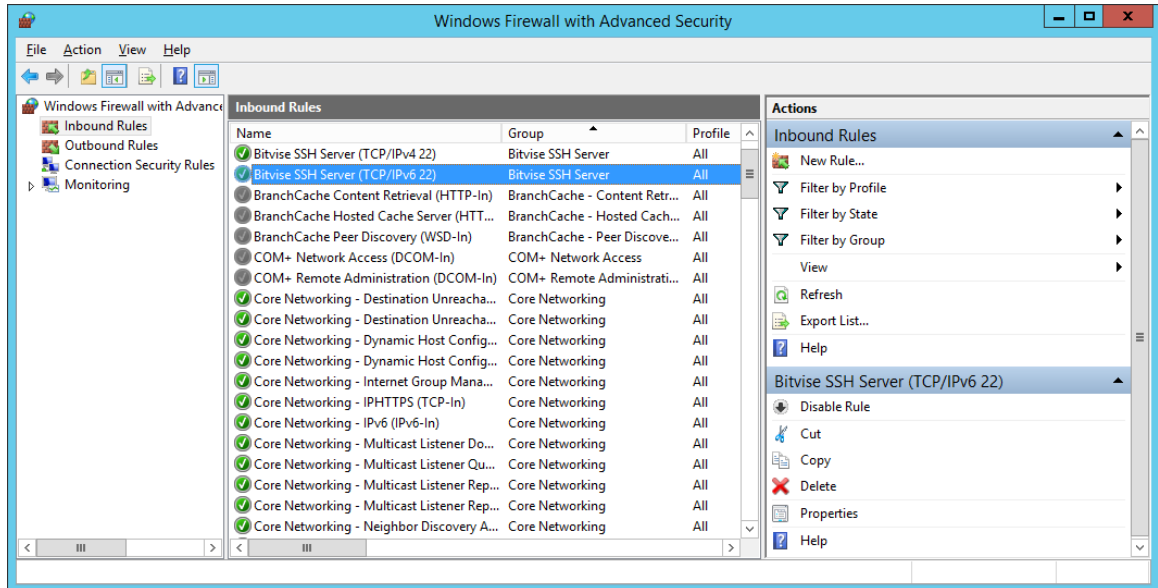 Windows Firewall with Advanced Security
File Action View Help
Windows Firewall with Advance
Inbound Rules
Outbound Rules
Connection Security Rules
Monitoring
Inbound Rules
Name Group Profile
Bitvise SSH Server (TCP/IPv4 22) Bitvise SSH Server All
Bitvise SSH Server (TCP/IPv6 22) Bitvise SSH Server All
BranchCache Content Retrieval (HTTP-In) BranchCache - Content Retr... All
BranchCache Hosted Cache Server (HTT... BranchCache - Hosted Cach... All
BranchCache Peer Discovery (WSD-In) BranchCache - Peer Discove... All
COM+ Network Access (DCOM-In) COM+ Network Access All
COM+ Remote Administration (DCOM-In) COM+ Remote Administrati... All
Core Networking - Destination Unreacha... Core Networking All
Core Networking - Destination Unreacha... Core Networking All
Core Networking - Dynamic Host Config... Core Networking All
Core Networking - Dynamic Host Config... Core Networking All
Core Networking - Internet Group Mana... Core Networking All
Core Networking - IPHTTPS (TCP-In) Core Networking All
Core Networking - IPv6 (IPv6-In) Core Networking All
Core Networking - Multicast Listener Do... Core Networking All
Core Networking - Multicast Listener Qu... Core Networking All
Core Networking - Multicast Listener Rep... Core Networking All
Core Networking - Multicast Listener Rep... Core Networking All
Core Networking - Neighbor Discovery A... Core Networking All
Actions
Inbound Rules
New Rule...
Filter by Profile
Filter by State
Filter by Group
View
Refresh
Export List...
Help
Bitvise SSH Server (TCP/IPv6 22)
Disable Rule
Cut
Copy
Delete
Properties
Help